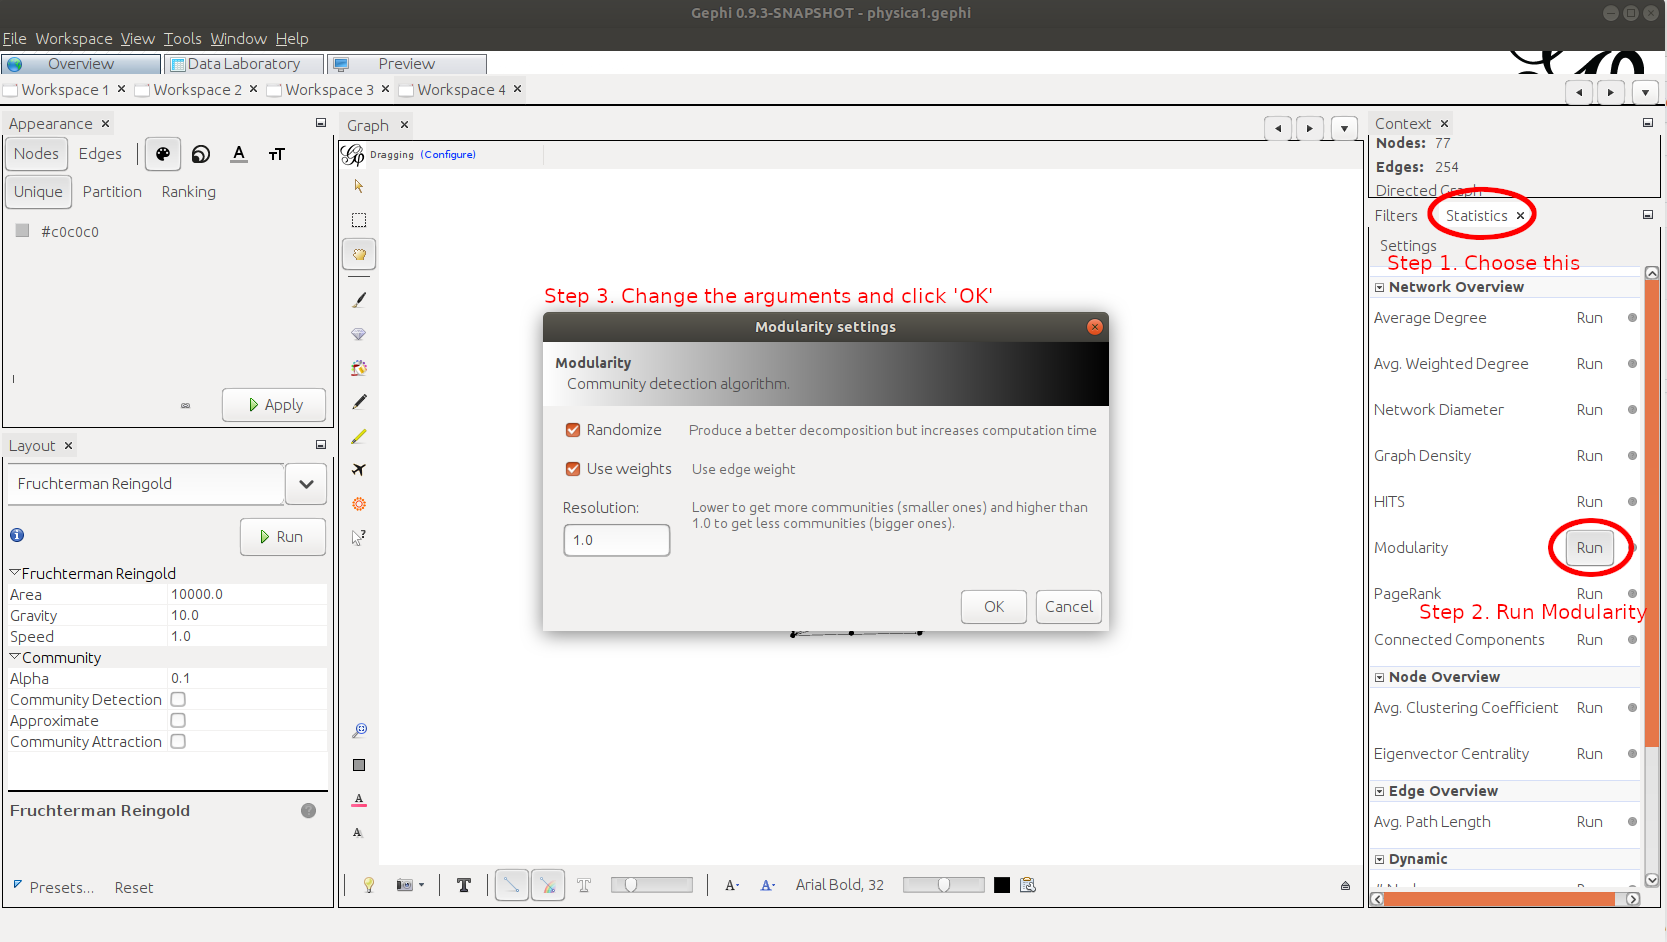 Gephi 0.9.3-SNAPSHOT - physica1.gephi
File Workspace View Tools Window Help
Overview Data Laboratory Preview
Workspace 1 Workspace 2 Workspace 3 Workspace 4
Appearance
Nodes Edges
Unique Partition Ranking
#c0c0c0
Apply
Layout
Fruchterman Reingold
Run
Fruchterman Reingold
Area 10000.0
Gravity 10.0
Speed 1.0
Community
Alpha 0.1
Community Detection
Approximate
Community Attraction
Fruchterman Reingold
Presets... Reset
Graph
Dragging (Configure)
Step 3. Change the arguments and click 'OK'
Modularity settings
Modularity
Community detection algorithm.
Randomize Produce a better decomposition but increases computation time
Use weights Use edge weight
Resolution: Lower to get more communities (smaller ones) and higher than
1.0 to get less communities (bigger ones).
1.0
OK Cancel
Arial Bold, 32
Context
Nodes: 77
Edges: 254
Directed Graph
Filters Statistics
Settings
Step 1. Choose this
Network Overview
Average Degree Run
Avg. Weighted Degree Run
Network Diameter Run
Graph Density Run
HITS Run
Modularity Run
PageRank Run
Step 2. Run Modularity
Connected Components Run
Node Overview
Avg. Clustering Coefficient Run
Eigenvector Centrality Run
Edge Overview
Avg. Path Length Run
Dynamic